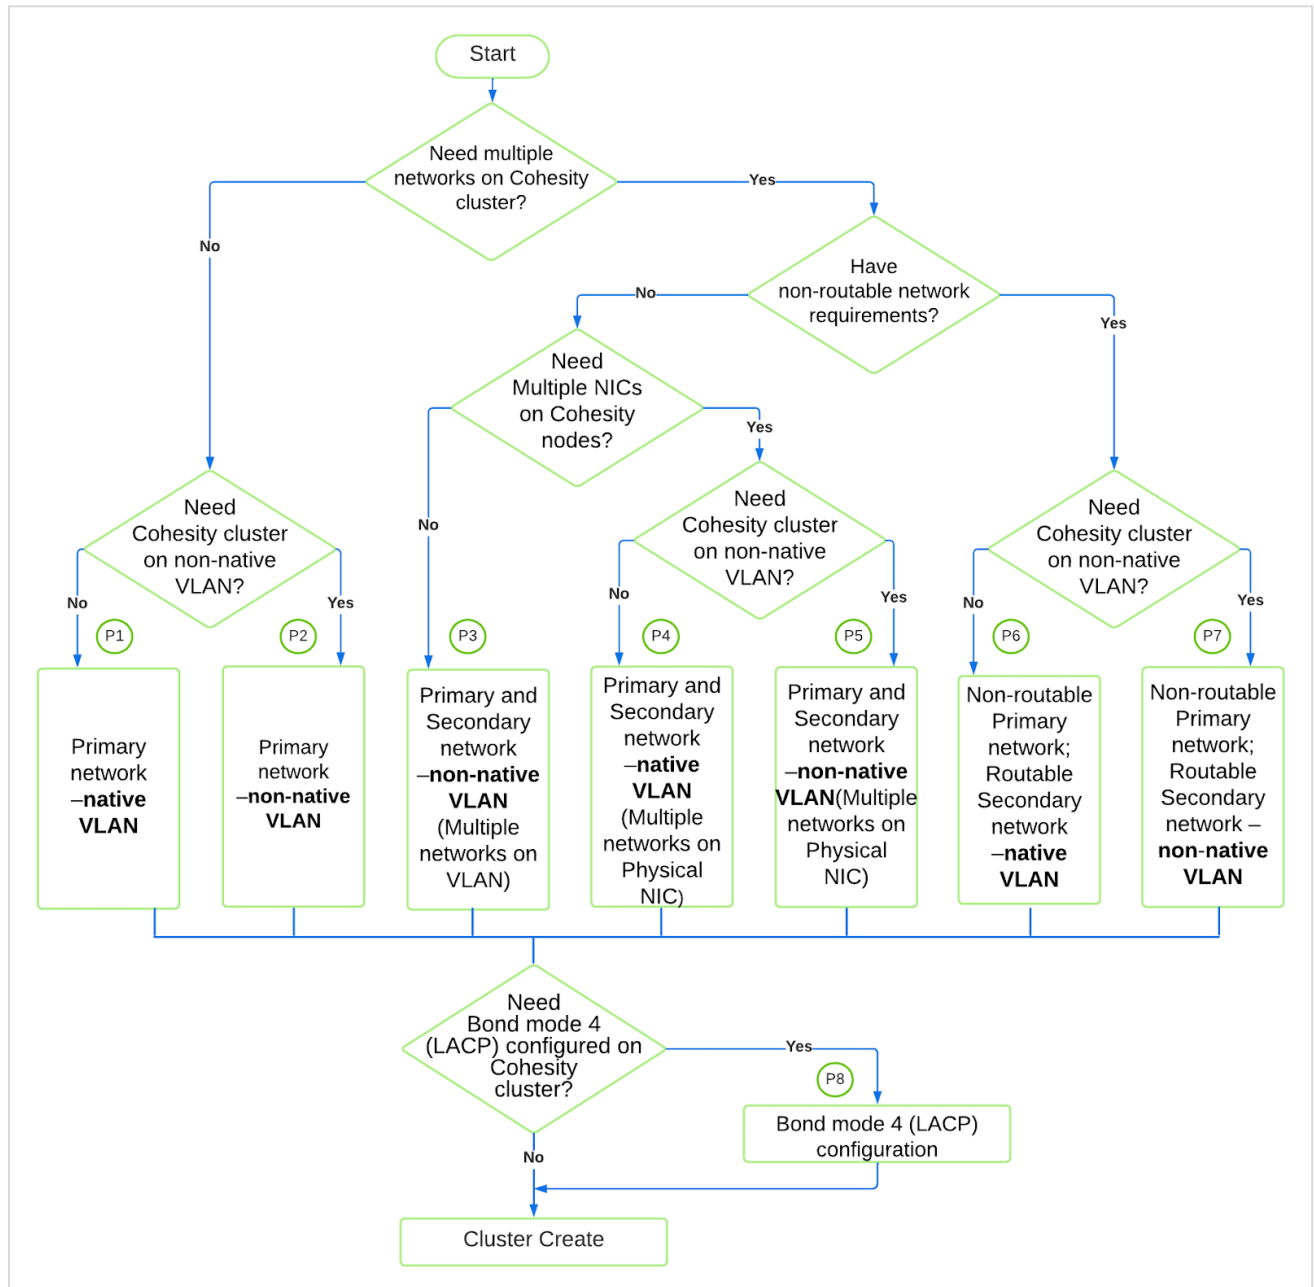 Start
Need multiple
networks on Cohesity
cluster?
Yes
No
Have
non-routable network
requirements?
No
Yes
Need
Multiple NICs
on Cohesity
nodes?
Yes
No
Need
Cohesity cluster
on non-native
VLAN?
No
Yes
Need
Cohesity cluster
on non-native
VLAN?
No
Yes
Need
Cohesity cluster
on non-native
VLAN?
No
Yes
P1
P2
P3
P4
P5
P6
P7
Primary
network
–native
VLAN
Primary
network
–non-native
VLAN
Primary and
Secondary
network
–non-native
VLAN
(Multiple
networks on
VLAN)
Primary and
Secondary
network
–native
VLAN
(Multiple
networks on
Physical
NIC)
Primary and
Secondary
network
–non-native
VLAN(Multiple
networks on
Physical
NIC)
Non-routable
Primary
network;
Routable
Secondary
network
–native
VLAN
Non-routable
Primary
network;
Routable
Secondary
network –
non-native
VLAN
Need
Bond mode 4
(LACP) configured on
Cohesity
cluster?
Yes
P8
Bond mode 4 (LACP)
configuration
No
Cluster Create